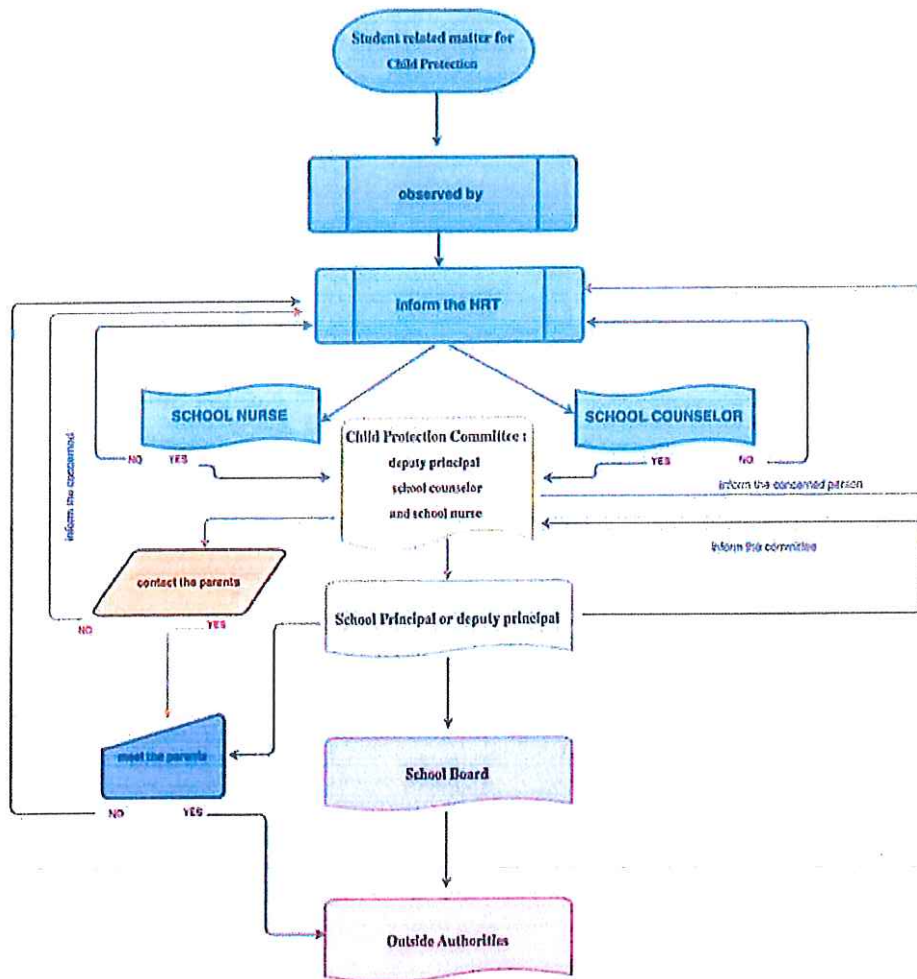 Student related matter for
Child Protection
observed by
Inform the HRT
SCHOOL NURSE
SCHOOL COUNSELOR
NO YES
Child Protection Committee :
deputy principal
school counselor
and school nurse
YES NO
Inform the concerned person
Inform the committee
Inform the concerned
contact the parents
NO YES
School Principal or deputy principal
meet the parents
NO YES
School Board
Outside Authorities